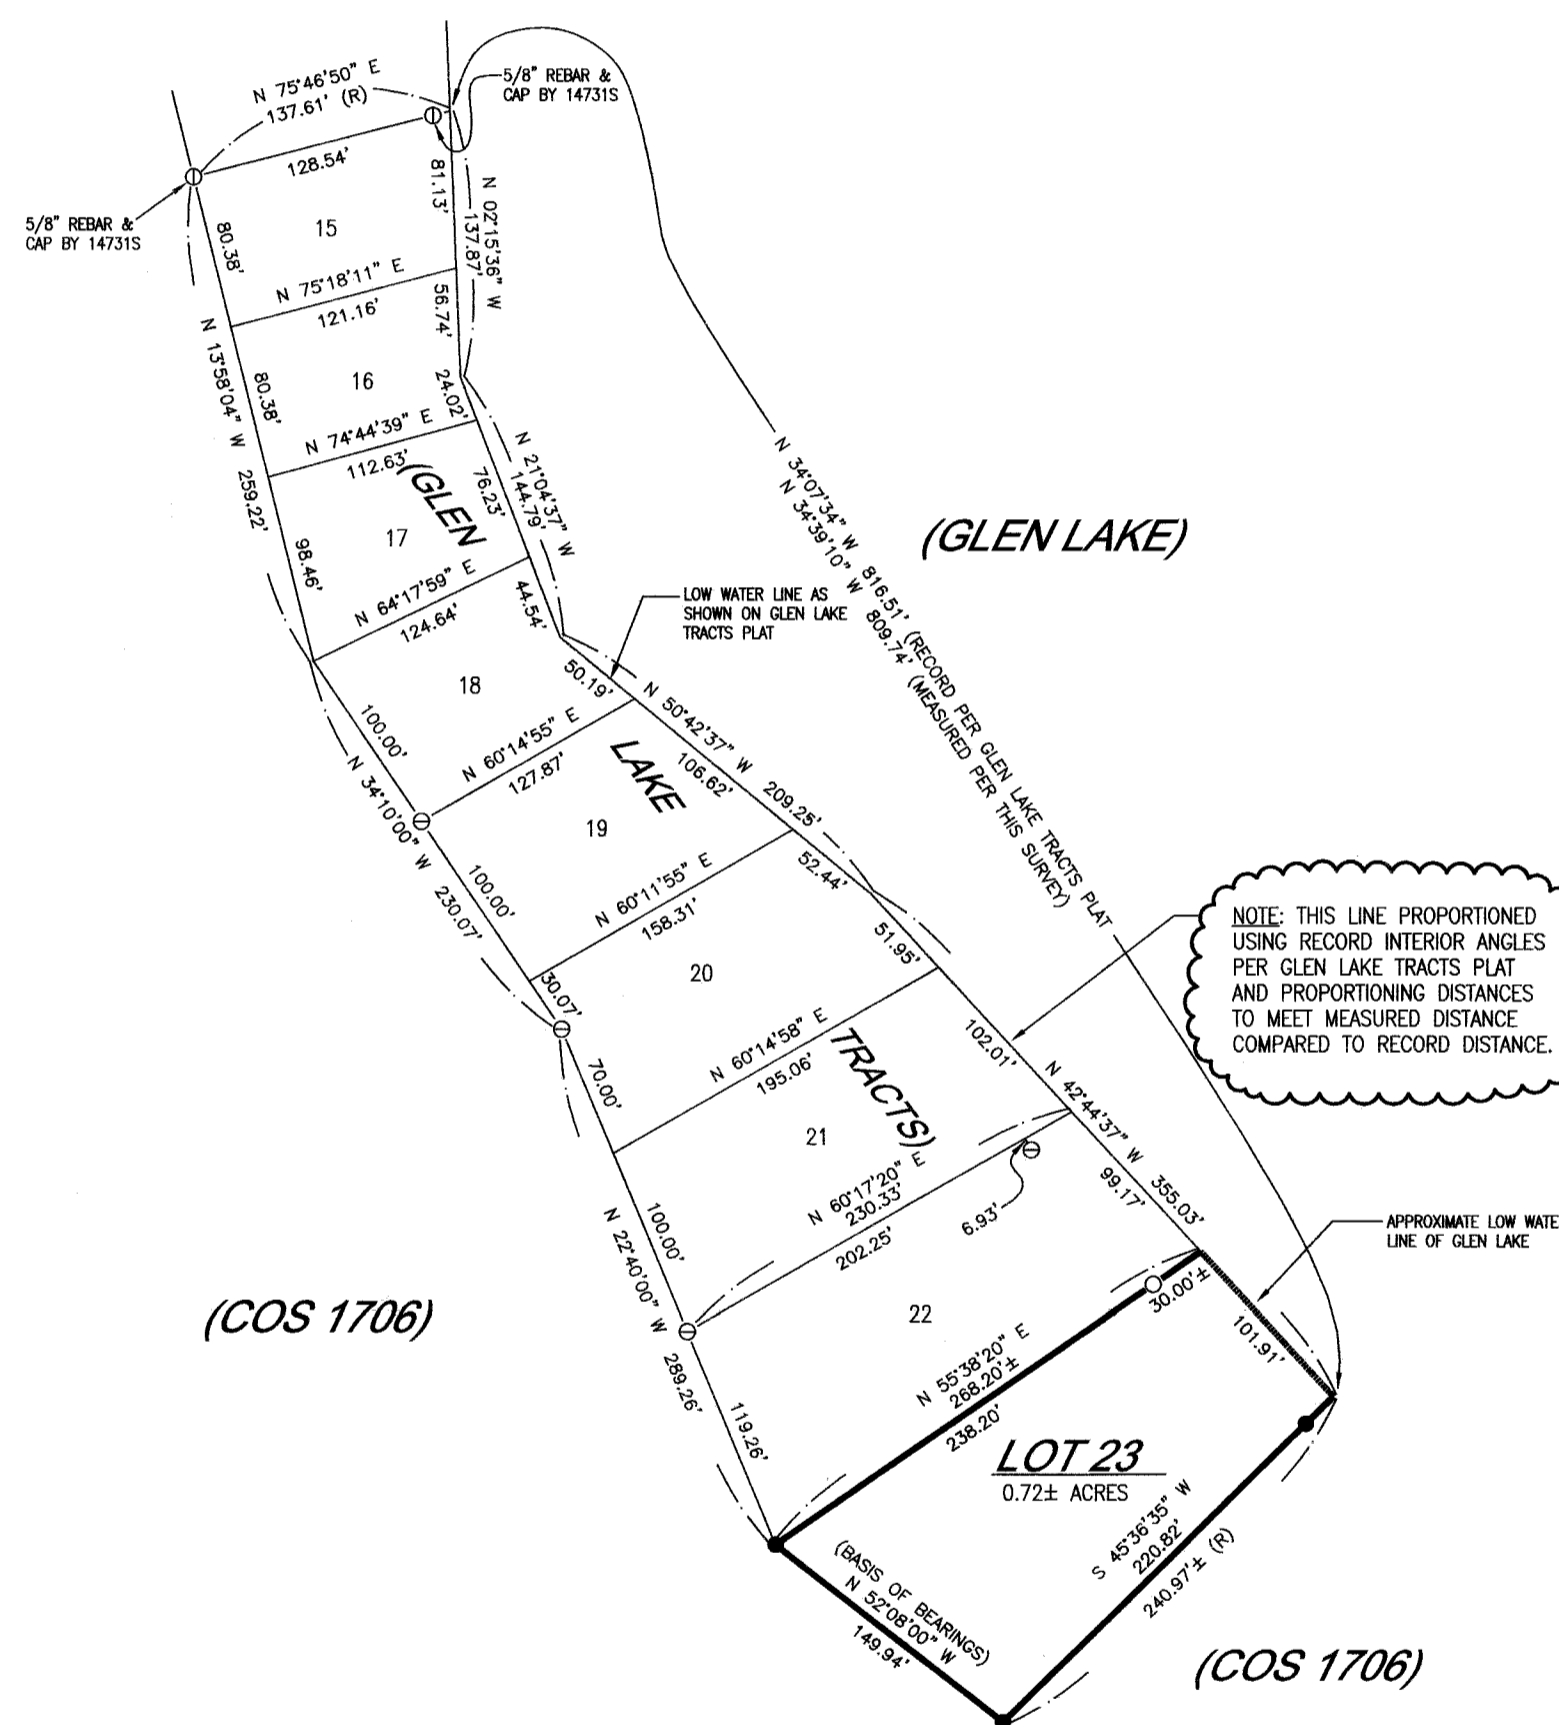 N 75°46'50" E
137.61' (R)
5/8" REBAR &
CAP BY 14731S
128.54'
5/8" REBAR &
CAP BY 14731S
81.13'
N 02°15'36" W
137.87'
80.38'
15
N 75°18'11" E
121.16'
56.74'
N 13°58'04" W 259.22'
80.38'
16
24.02'
N 74°44'39" E
112.63'
(GLEN
76.23'
N 21°04'37" W
144.79'
N 34°07'34" W 816.51' (RECORD PER GLEN LAKE TRACTS PLAT
N 34°39'10" W 809.74' (MEASURED PER THIS SURVEY)
(GLEN LAKE)
17
98.46'
N 64°17'59" E
124.64'
44.54'
LOW WATER LINE AS
SHOWN ON GLEN LAKE
TRACTS PLAT
50.19'
18
100.00'
N 50°42'37" W 209.25'
N 60°14'55" E
127.87'
LAKE
106.62'
N 34°10'00" W 230.07'
19
100.00'
N 60°11'55" E
158.31'
52.44'
51.95'
NOTE: THIS LINE PROPORTIONED
USING RECORD INTERIOR ANGLES
PER GLEN LAKE TRACTS PLAT
AND PROPORTIONING DISTANCES
TO MEET MEASURED DISTANCE
COMPARED TO RECORD DISTANCE.
20
30.07'
N 60°14'58" E
195.06'
TRACTS)
102.01'
N 42°44'37" W 355.03'
70.00'
21
N 60°17'20" E
230.33'
202.25'
6.93'
99.17'
100.00'
N 22°40'00" W 289.26'
APPROXIMATE LOW WATE
LINE OF GLEN LAKE
(COS 1706)
22
30.00'±
101.91'
N 55°38'20" E
268.20'±
238.20'
119.26'
LOT 23
0.72± ACRES
S 45°36'35" W
220.82'
240.97'± (R)
(BASIS OF BEARINGS)
N 52°08'00" W
149.94'
(COS 1706)